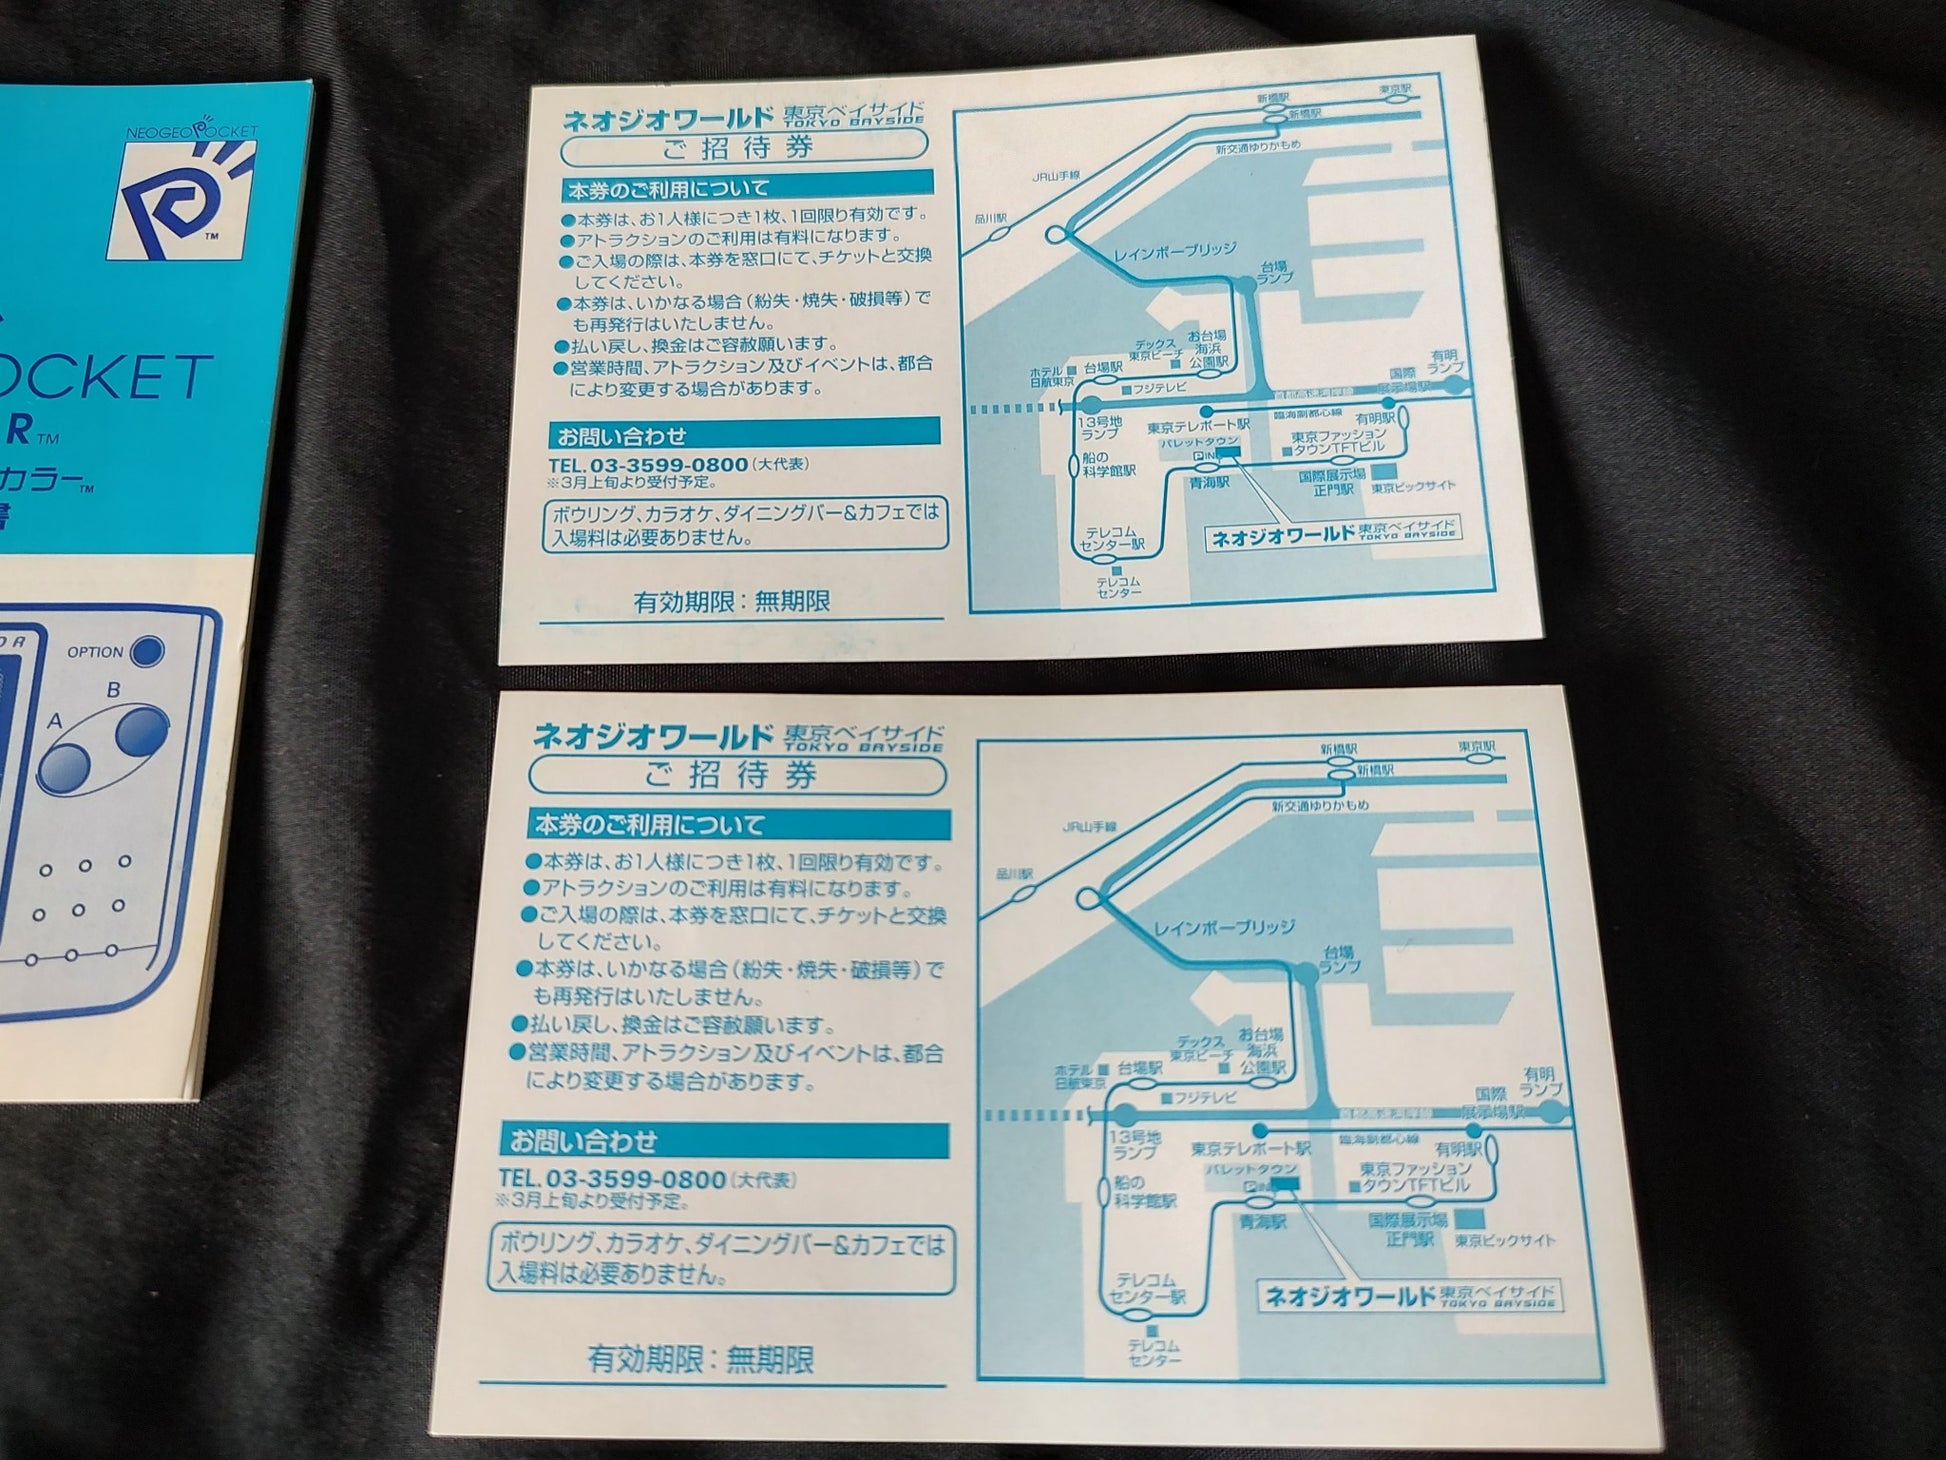 NEOGEO POCKET
TM
OCKET
R TM
カラー TM
書
OR
OPTION
B
A
ネオジオワールド 東京ベイサイド
TOKYO BAYSIDE
ご招待券
本券のご利用について
●本券は、お1人様につき1枚、1回限り有効です。
●アトラクションのご利用は有料になります。
●ご入場の際は、本券を窓口にて、チケットと交換
してください。
●本券は、いかなる場合(紛失・焼失・破損等)で
も再発行はいたしません。
●払い戻し、換金はご容赦願います。
●営業時間、アトラクション及びイベントは、都合
により変更する場合があります。
お問い合わせ
TEL. 03-3599-0800(大代表)
※3月上旬より受付予定。
ボウリング、カラオケ、ダイニングバー&カフェでは
入場料は必要ありません。
有効期限:無期限
新橋駅
東京駅
新橋駅
新交通ゆりかもめ
JR山手線
品川駅
レインボーブリッジ
台場
ランプ
デックス
東京ビーチ
お台場
海浜
公園駅
ホテル
日航東京
台場駅
フジテレビ
有明
ランプ
国際
展示場駅
13号地
ランプ
東京テレポート駅
臨海副都心線
有明駅
パレットタウン
P IN
東京ファッション
タウンTFTビル
船の
科学館駅
青海駅
国際展示場
正門駅
東京ビックサイト
テレコム
センター駅
ネオジオワールド 東京ベイサイド
TOKYO BAYSIDE
テレコム
センター
ネオジオワールド 東京ベイサイド
TOKYO BAYSIDE
ご招待券
本券のご利用について
●本券は、お1人様につき1枚、1回限り有効です。
●アトラクションのご利用は有料になります。
●ご入場の際は、本券を窓口にて、チケットと交換
してください。
●本券は、いかなる場合(紛失・焼失・破損等)で
も再発行はいたしません。
●払い戻し、換金はご容赦願います。
●営業時間、アトラクション及びイベントは、都合
により変更する場合があります。
お問い合わせ
TEL. 03-3599-0800(大代表)
※3月上旬より受付予定。
ボウリング、カラオケ、ダイニングバー&カフェでは
入場料は必要ありません。
有効期限:無期限
新橋駅
東京駅
新橋駅
新交通ゆりかもめ
JR山手線
品川駅
レインボーブリッジ
台場
ランプ
デックス
東京ビーチ
お台場
海浜
公園駅
ホテル
日航東京
台場駅
フジテレビ
有明
ランプ
国際
展示場駅
13号地
ランプ
東京テレポート駅
臨海副都心線
有明駅
パレットタウン
P IN
東京ファッション
タウンTFTビル
船の
科学館駅
青海駅
国際展示場
正門駅
東京ビックサイト
テレコム
センター駅
ネオジオワールド 東京ベイサイド
TOKYO BAYSIDE
テレコム
センター